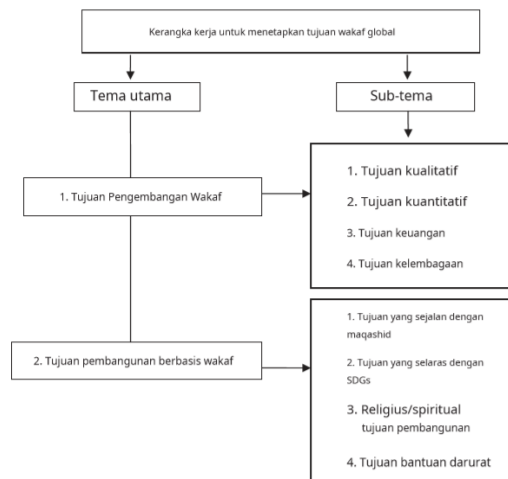 Kerangka kerja untuk menetapkan tujuan wakaf global
Tema utama
Sub-tema
1. Tujuan Pengembangan Wakaf
1. Tujuan kualitatif
2. Tujuan kuantitatif
3. Tujuan keuangan
4. Tujuan kelembagaan
2. Tujuan pembangunan berbasis wakaf
1. Tujuan yang sejalan dengan
maqashid
2. Tujuan yang selaras dengan
SDGs
3. Religius/spiritual
tujuan pembangunan
4. Tujuan bantuan darurat